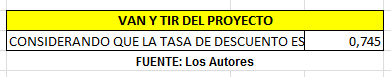 VAN Y TIR DEL PROYECTO
CONSIDERANDO QUE LA TASA DE DESCUENTO ES 0,745
FUENTE: Los Autores